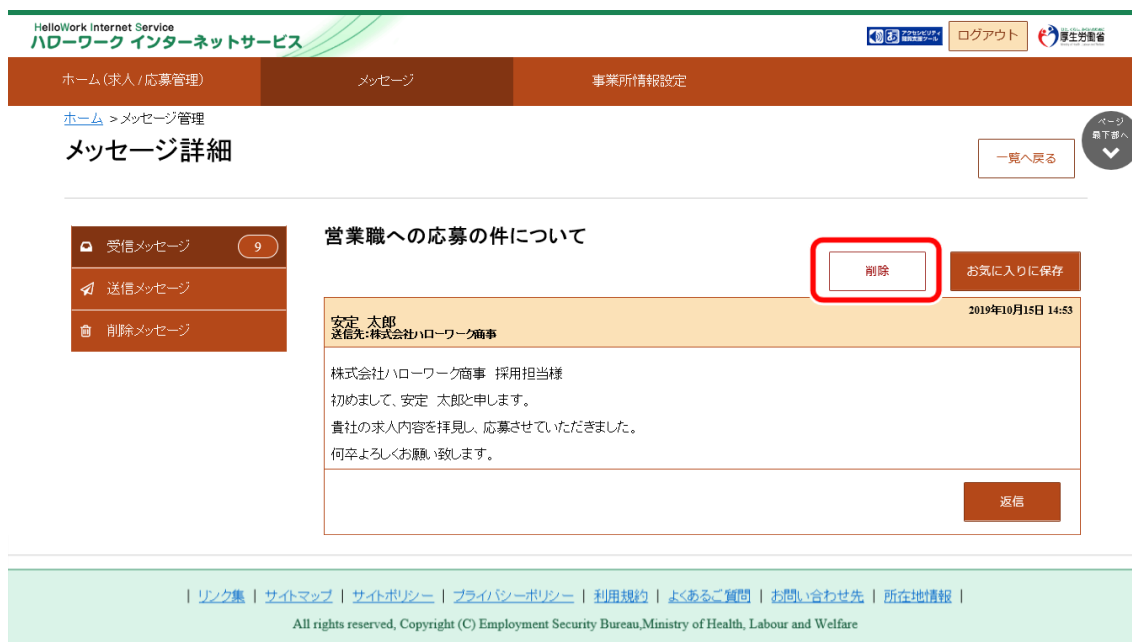 HelloWork Internet Service
ハローワーク インターネットサービス
ログアウト
厚生労働省
ホーム(求人/応募管理)
メッセージ
事業所情報設定
ホーム >メッセージ管理
ページ
最下部へ
メッセージ詳細
一覧へ戻る
受信メッセージ 9
送信メッセージ
削除メッセージ
営業職への応募の件について
削除
お気に入りに保存
安定 太郎
2019年10月15日 14:53
送信先:株式会社ハローワーク商事
株式会社ハローワーク商事 採用担当様
初めまして、安定 太郎と申します。
貴社の求人内容を拝見し、応募させていただきました。
何卒よろしくお願い致します。
返信
| リンク集 | サイトマップ | サイトポリシー | プライバシーポリシー | 利用規約 | よくあるご質問 | お問い合わせ先 | 所在地情報 |
All rights reserved, Copyright (C) Employment Security Bureau,Ministry of Health, Labour and Welfare